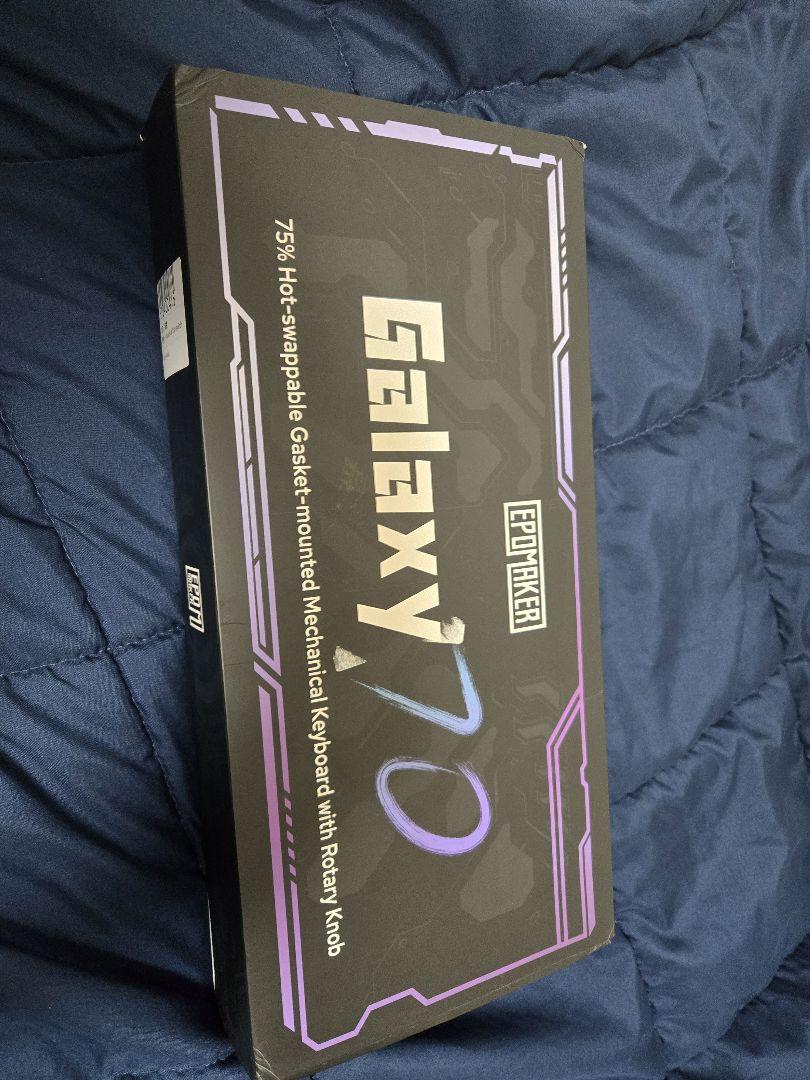 EPOMAKER
Galaxy70
75% Hot-swappable Gasket-mounted Mechanical Keyboard with Rotary Knob